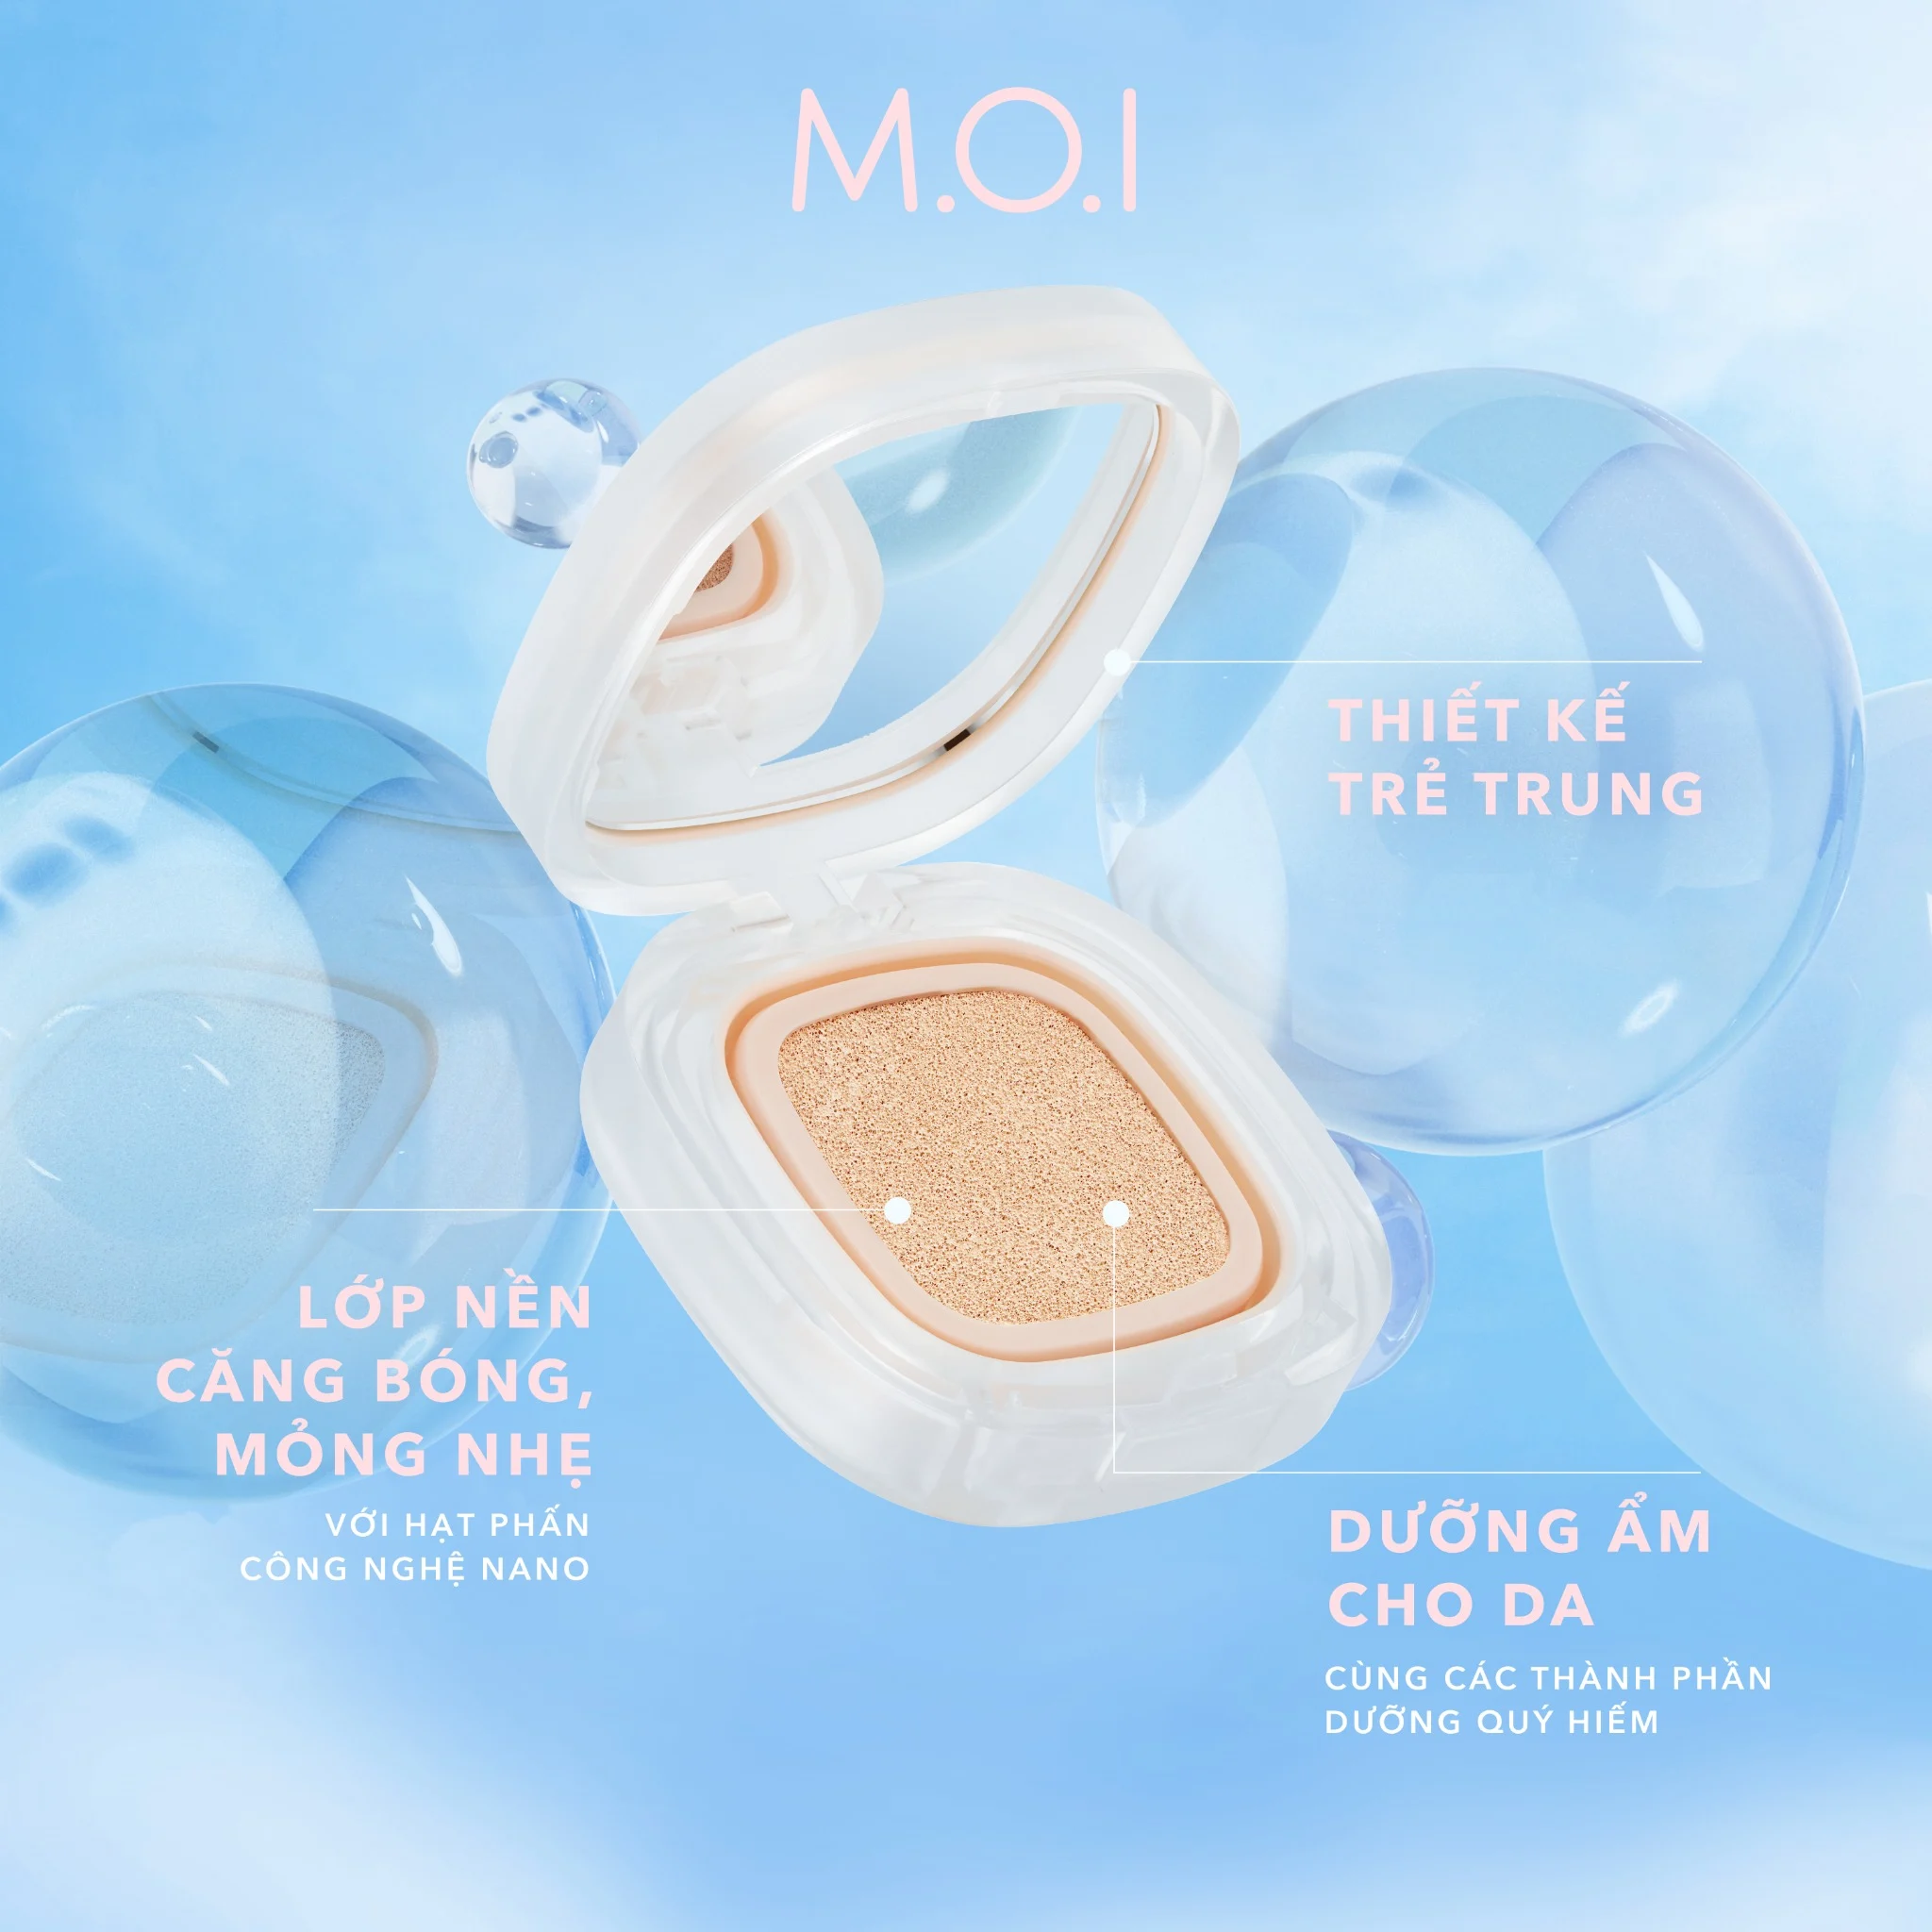 M.O.I
THIẾT KẾ
TRẺ TRUNG
LỚP NỀN
CĂNG BÓNG,
MỎNG NHẸ
VỚI HẠT PHẤN
CÔNG NGHỆ NANO
DƯỠNG ẨM
CHO DA
CÙNG CÁC THÀNH PHẦN
DƯỠNG QUÝ HIẾM